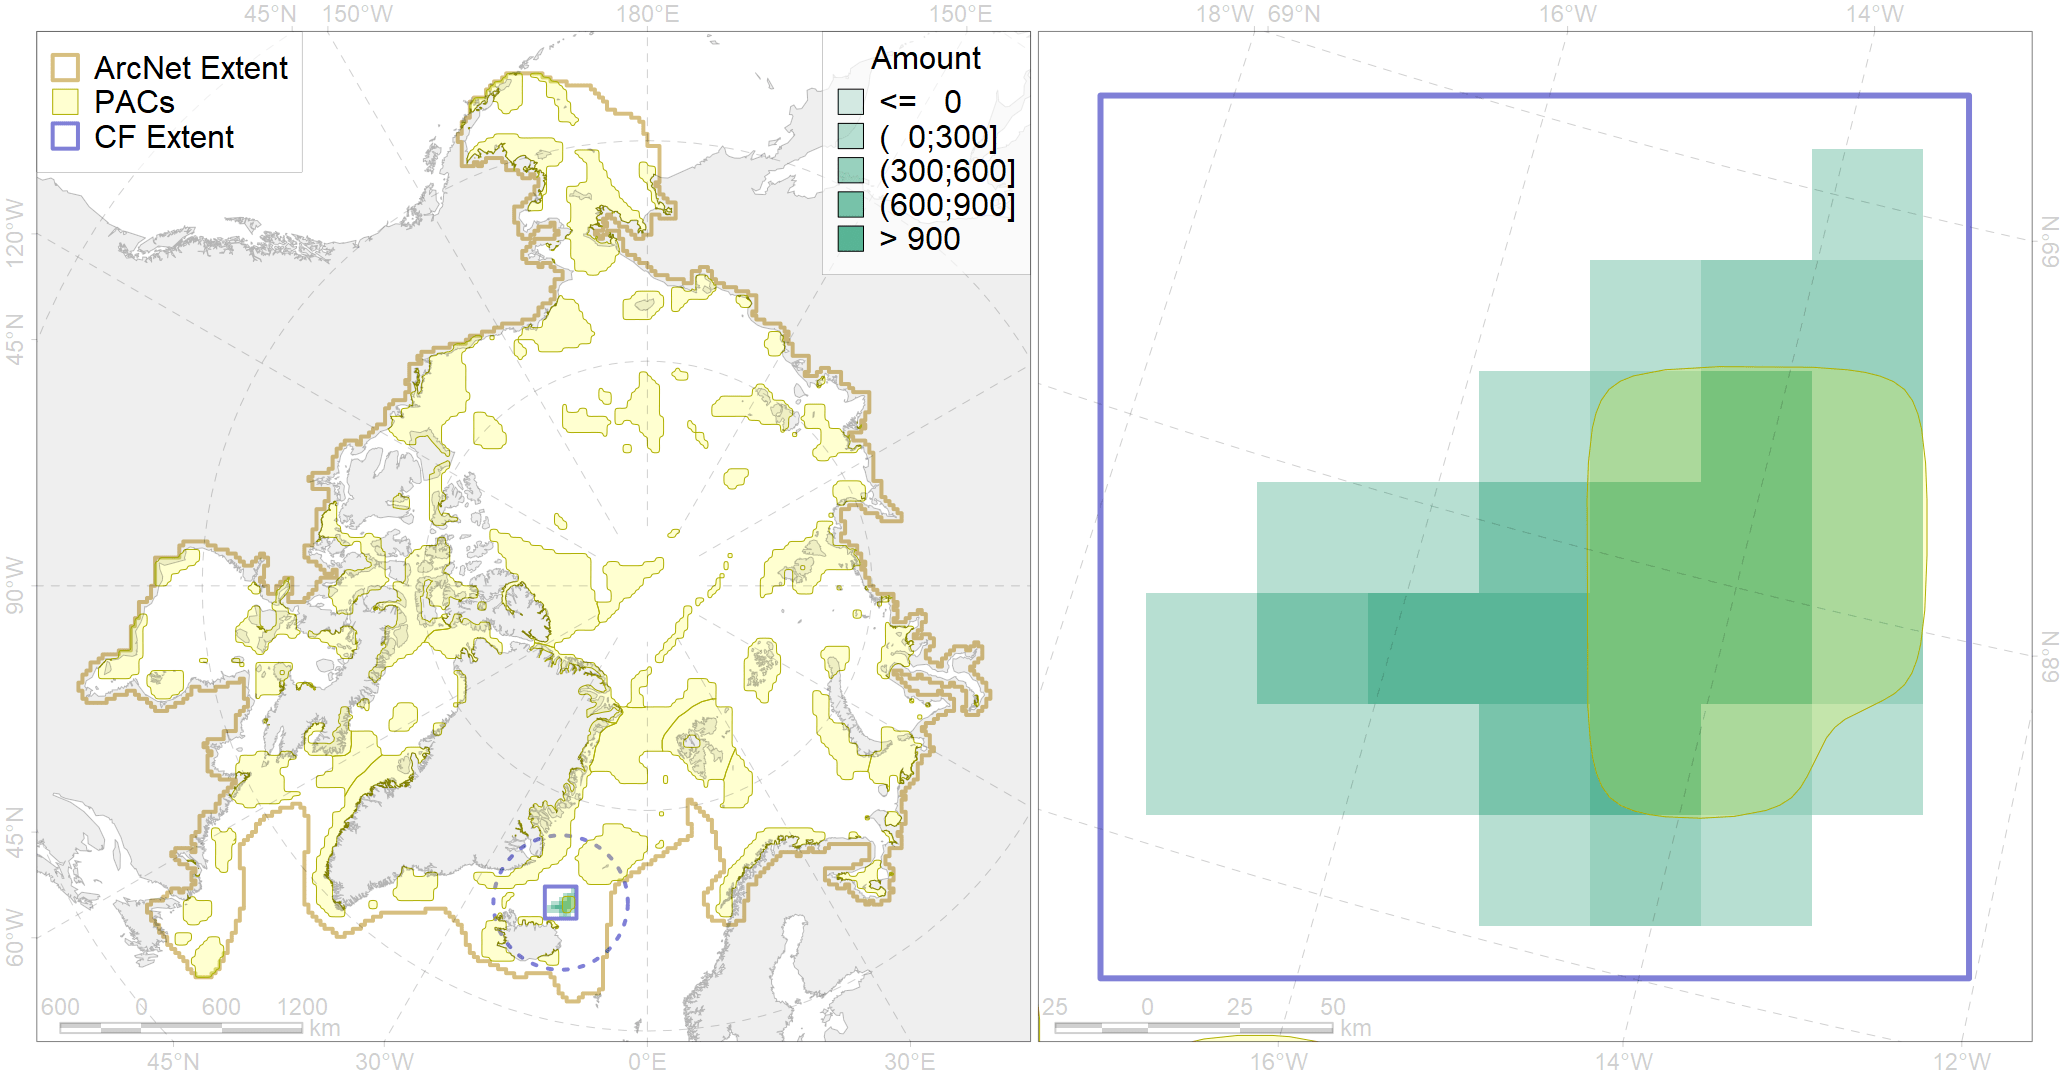 45°N 150°W 180°E 150°E 18°W 69°N 16°W 14°W
ArcNet Extent
PACs
CF Extent
Amount
<= 0
( 0;300]
(300;600]
(600;900]
> 900
120°W
45°N
90°W
45°N
60°W
69°N
68°N
600 0 600 1200
km
25 0 25 50
km
45°N 30°W 0°E 30°E 16°W 14°W 12°W